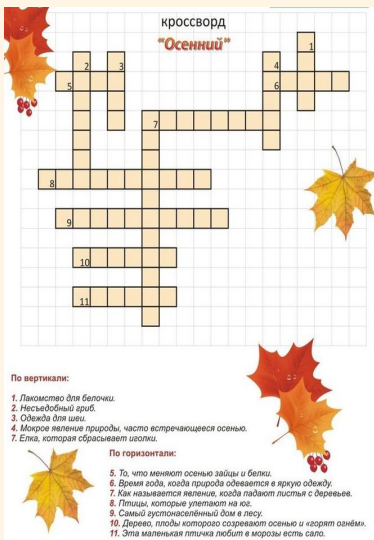 кроссворд
"Осенний"
1
2
3
4
5
6
7
8
9
10
11
По вертикали:
1. Лакомство для белочки.
2. Несъедобный гриб.
3. Одежда для шеи.
4. Мокрое явление природы, часто встречающееся осенью.
7. Елка, которая сбрасывает иголки.
По горизонтали:
5. То, что меняют осенью зайцы и белки.
6. Время года, когда природа одевается в яркую одежду.
7. Как называется явление, когда падают листья с деревьев.
8. Птицы, которые улетают на юг.
9. Самый густонаселённый дом в лесу.
10. Дерево, плоды которого созревают осенью и «горят огнём».
11. Эта маленькая птичка любит в морозы есть сало.